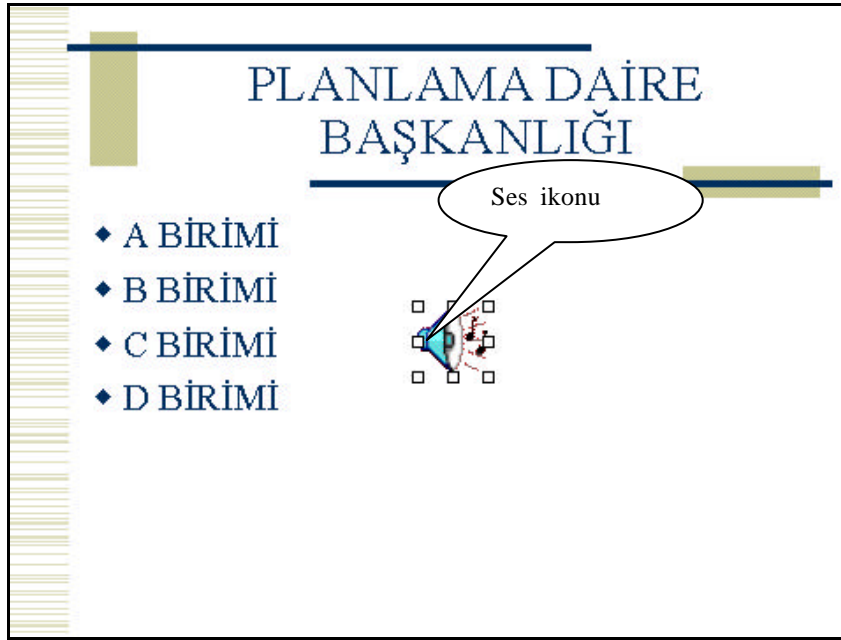 PLANLAMA DAİRE
BAŞKANLIĞI
Ses ikonu
A BİRİMİ
B BİRİMİ
C BİRİMİ
D BİRİMİ